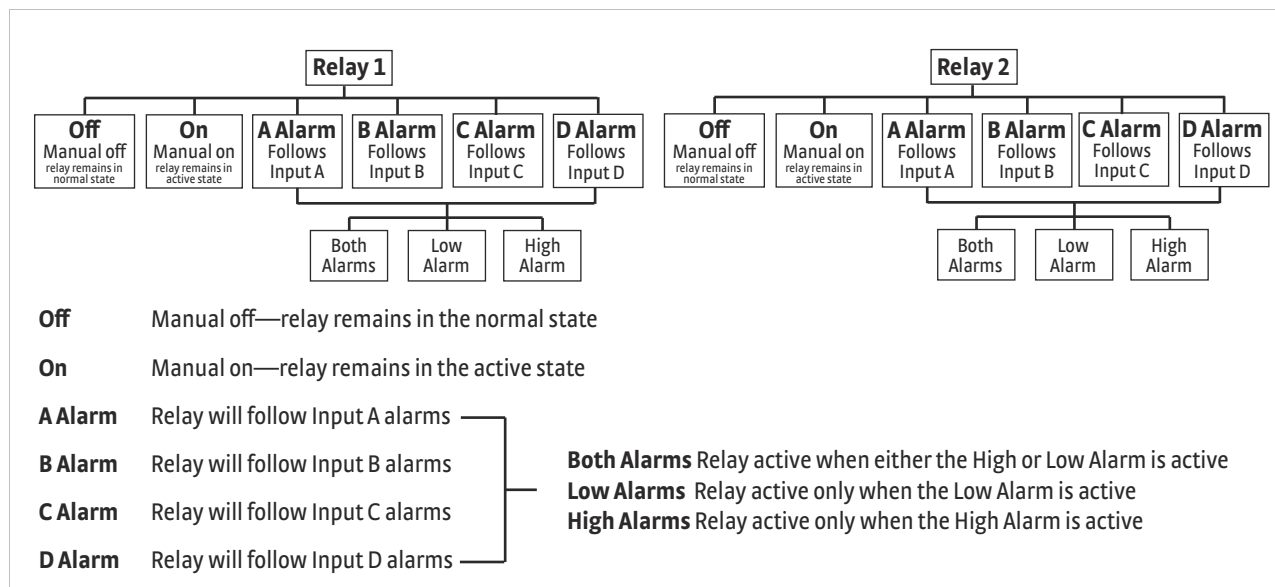 Relay 1
Off
Manual off
relay remains in
normal state
On
Manual on
relay remains in
active state
A Alarm
Follows
Input A
B Alarm
Follows
Input B
C Alarm
Follows
Input C
D Alarm
Follows
Input D
Both
Alarms
Low
Alarm
High
Alarm
Relay 2
Off
Manual off
relay remains in
normal state
On
Manual on
relay remains in
active state
A Alarm
Follows
Input A
B Alarm
Follows
Input B
C Alarm
Follows
Input C
D Alarm
Follows
Input D
Both
Alarms
Low
Alarm
High
Alarm
Off Manual off—relay remains in the normal state
On Manual on—relay remains in the active state
A Alarm Relay will follow Input A alarms
B Alarm Relay will follow Input B alarms
C Alarm Relay will follow Input C alarms
D Alarm Relay will follow Input D alarms
Both Alarms Relay active when either the High or Low Alarm is active
Low Alarms Relay active only when the Low Alarm is active
High Alarms Relay active only when the High Alarm is active